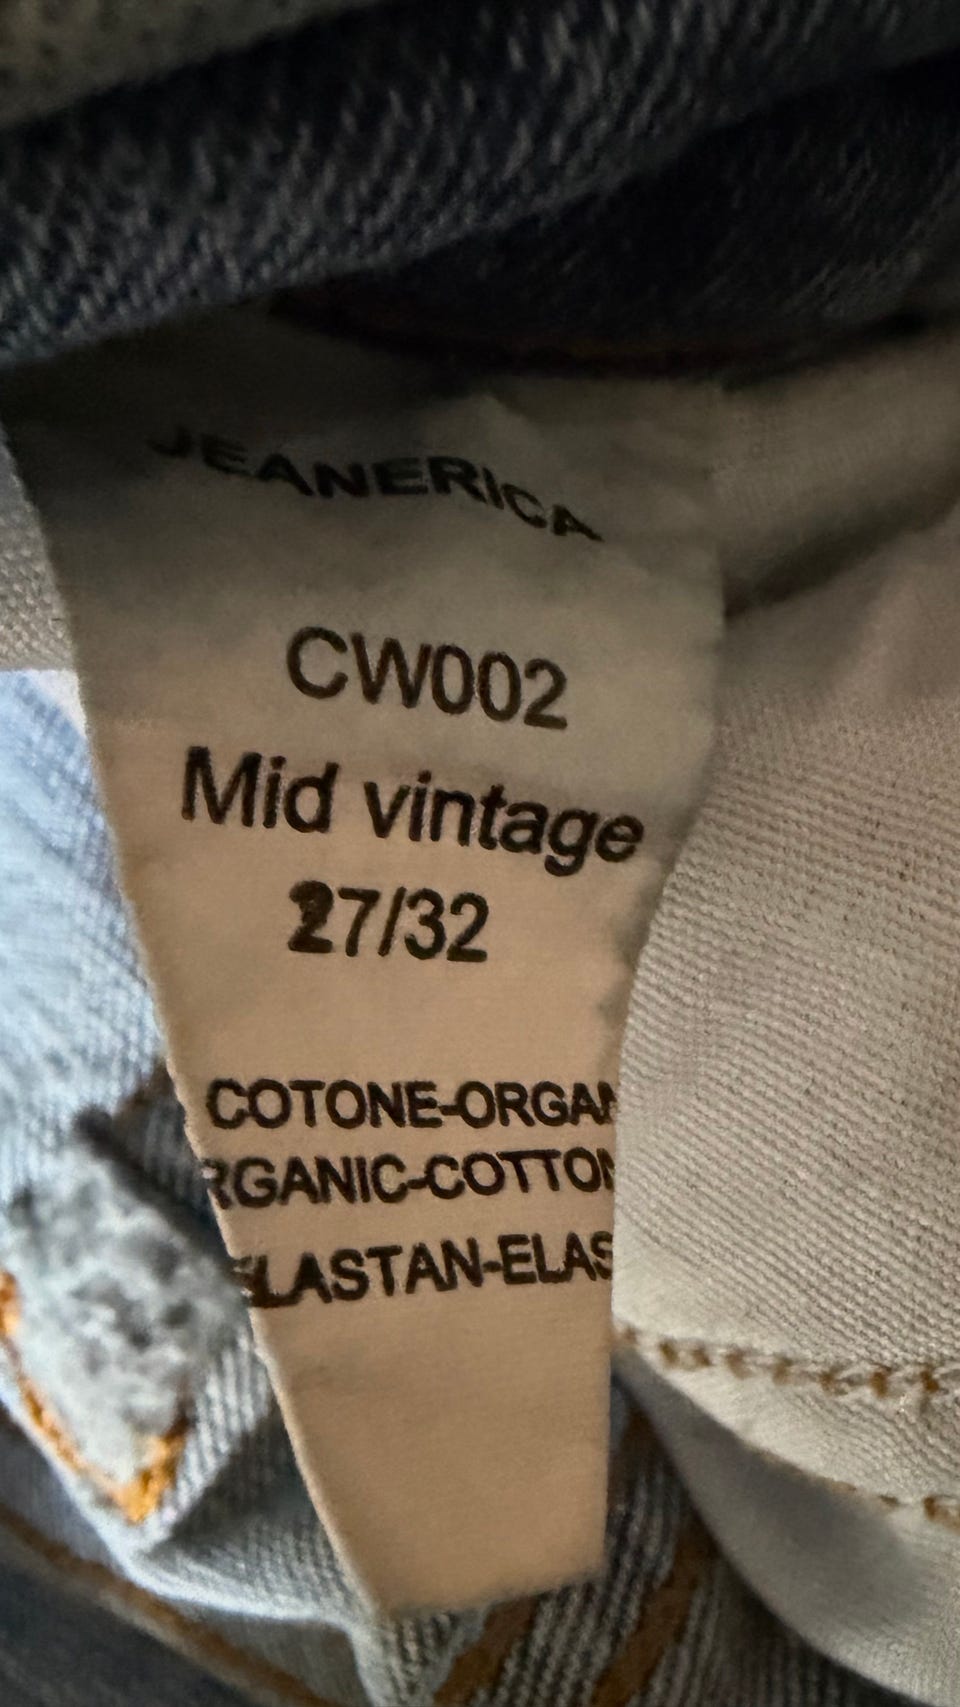 JEANERICA
CW002
Mid vintage
27/32
COTONE-ORGAN
RGANIC-COTTON
ELASTAN-ELAS